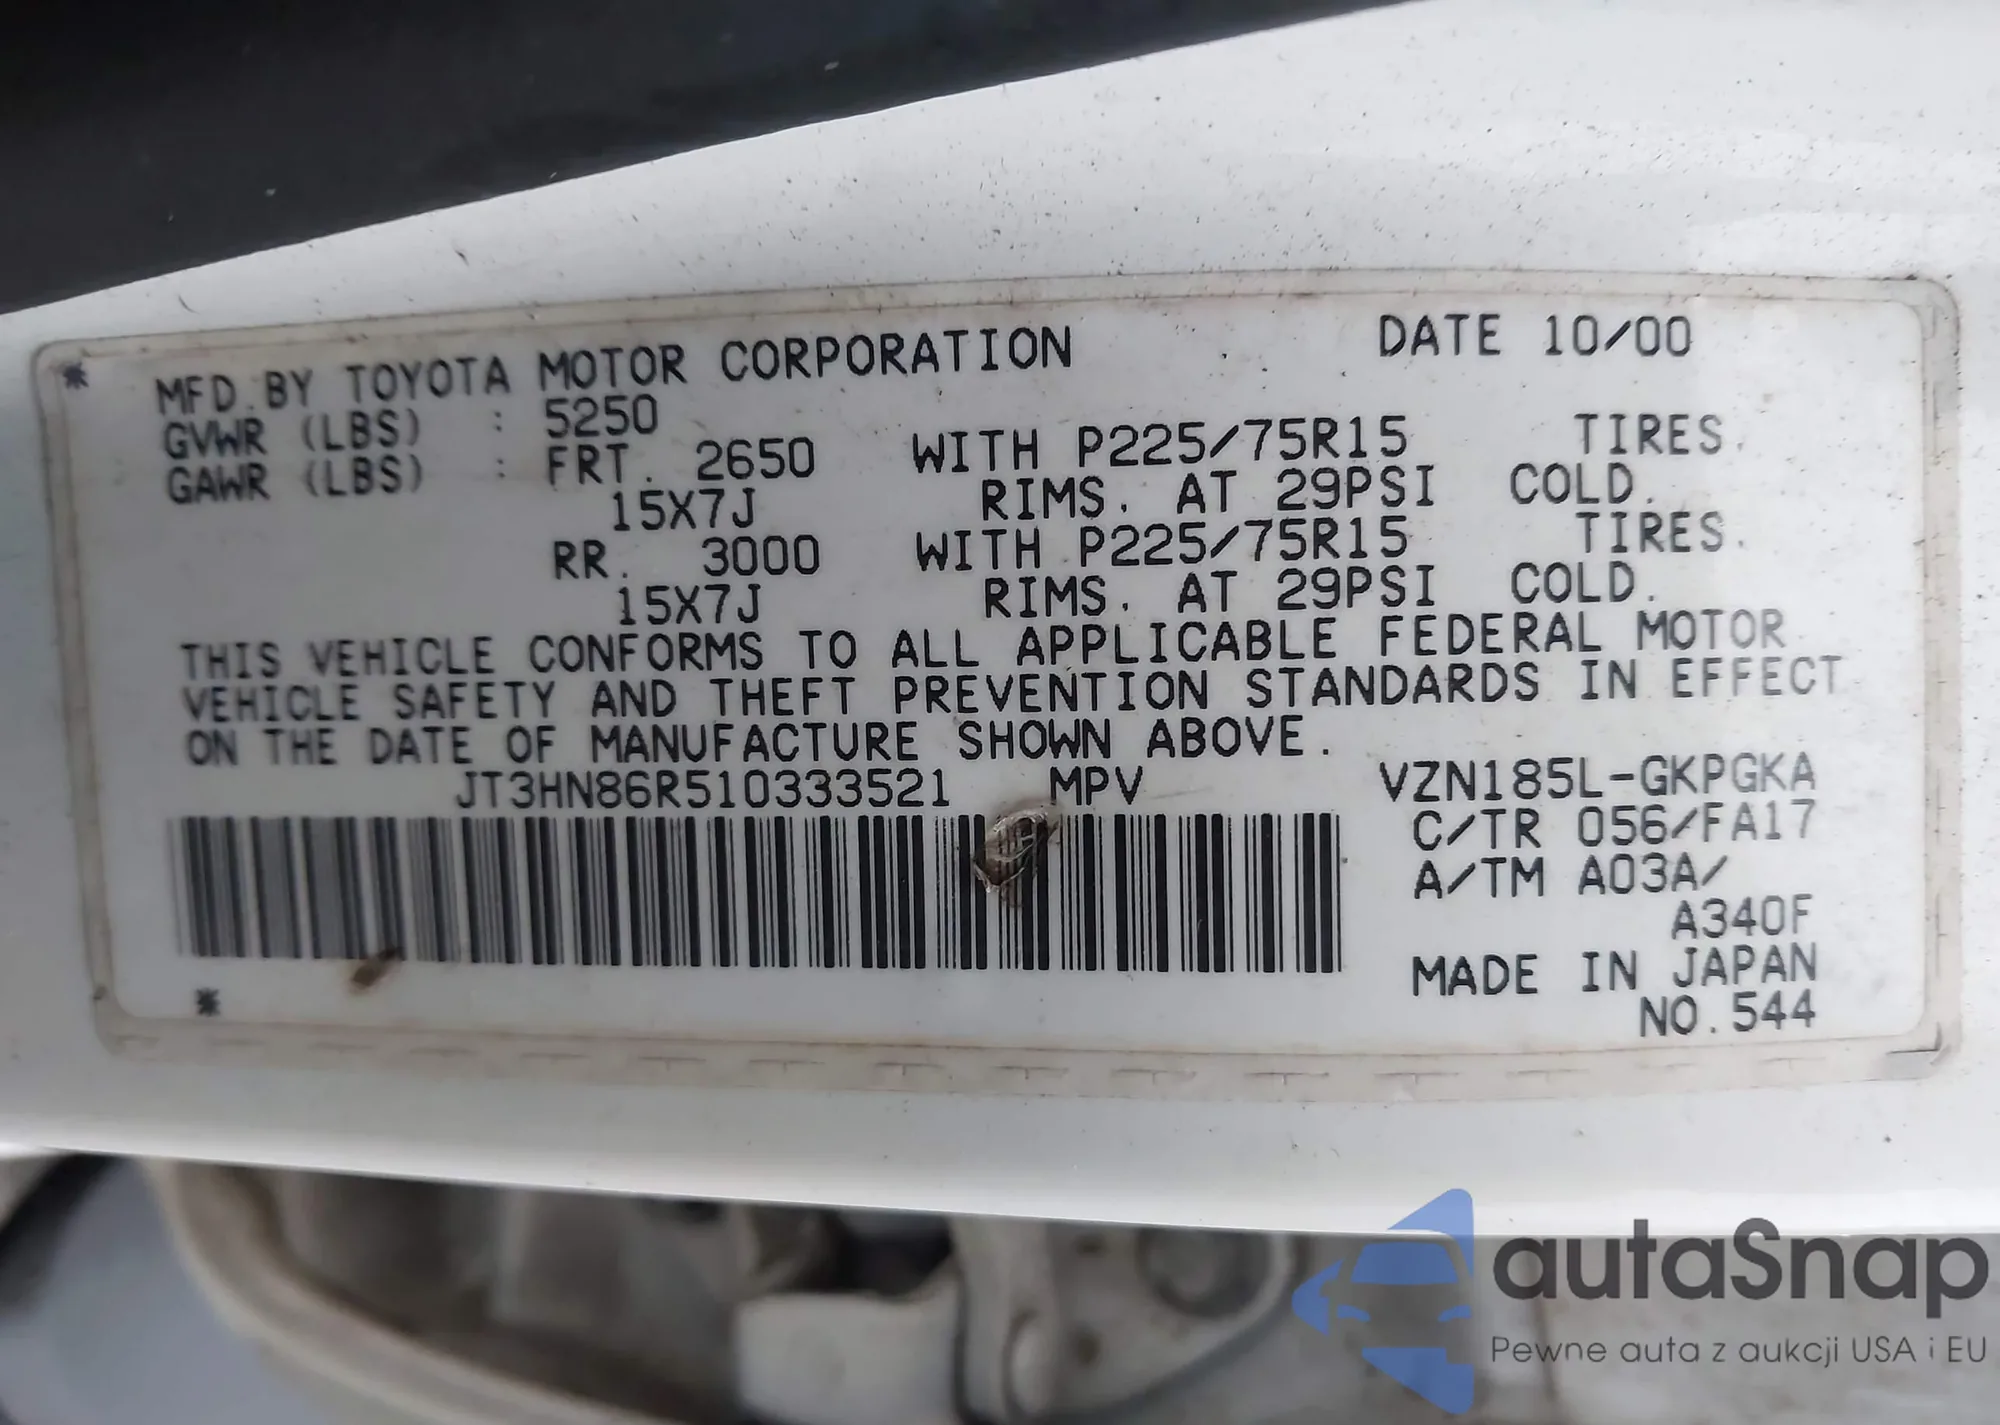 * MFD.BY TOYOTA MOTOR CORPORATION DATE 10/00
GVWR (LBS) : 5250
GAWR (LBS) : FRT. 2650 WITH P225/75R15 TIRES.
15X7J RIMS. AT 29PSI COLD.
RR. 3000 WITH P225/75R15 TIRES.
15X7J RIMS. AT 29PSI COLD.
THIS VEHICLE CONFORMS TO ALL APPLICABLE FEDERAL MOTOR
VEHICLE SAFETY AND THEFT PREVENTION STANDARDS IN EFFECT
ON THE DATE OF MANUFACTURE SHOWN ABOVE.
JT3HN86R510333521 MPV VZN185L-GKPGKA
C/TR 056/FA17
A/TM A03A/
A340F
MADE IN JAPAN
* NO.544
autaSnap
Pewne auta z aukcji USA i EU